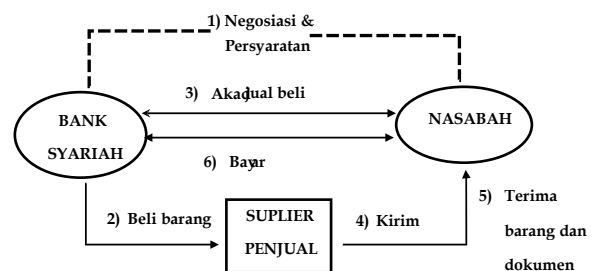 1) Negosiasi &
Persyaratan
3) Akad jual beli
BANK
SYARIAH
NASABAH
6) Bayar
2) Beli barang
SUPLIER
PENJUAL
4) Kirim
5) Terima
barang dan
dokumen